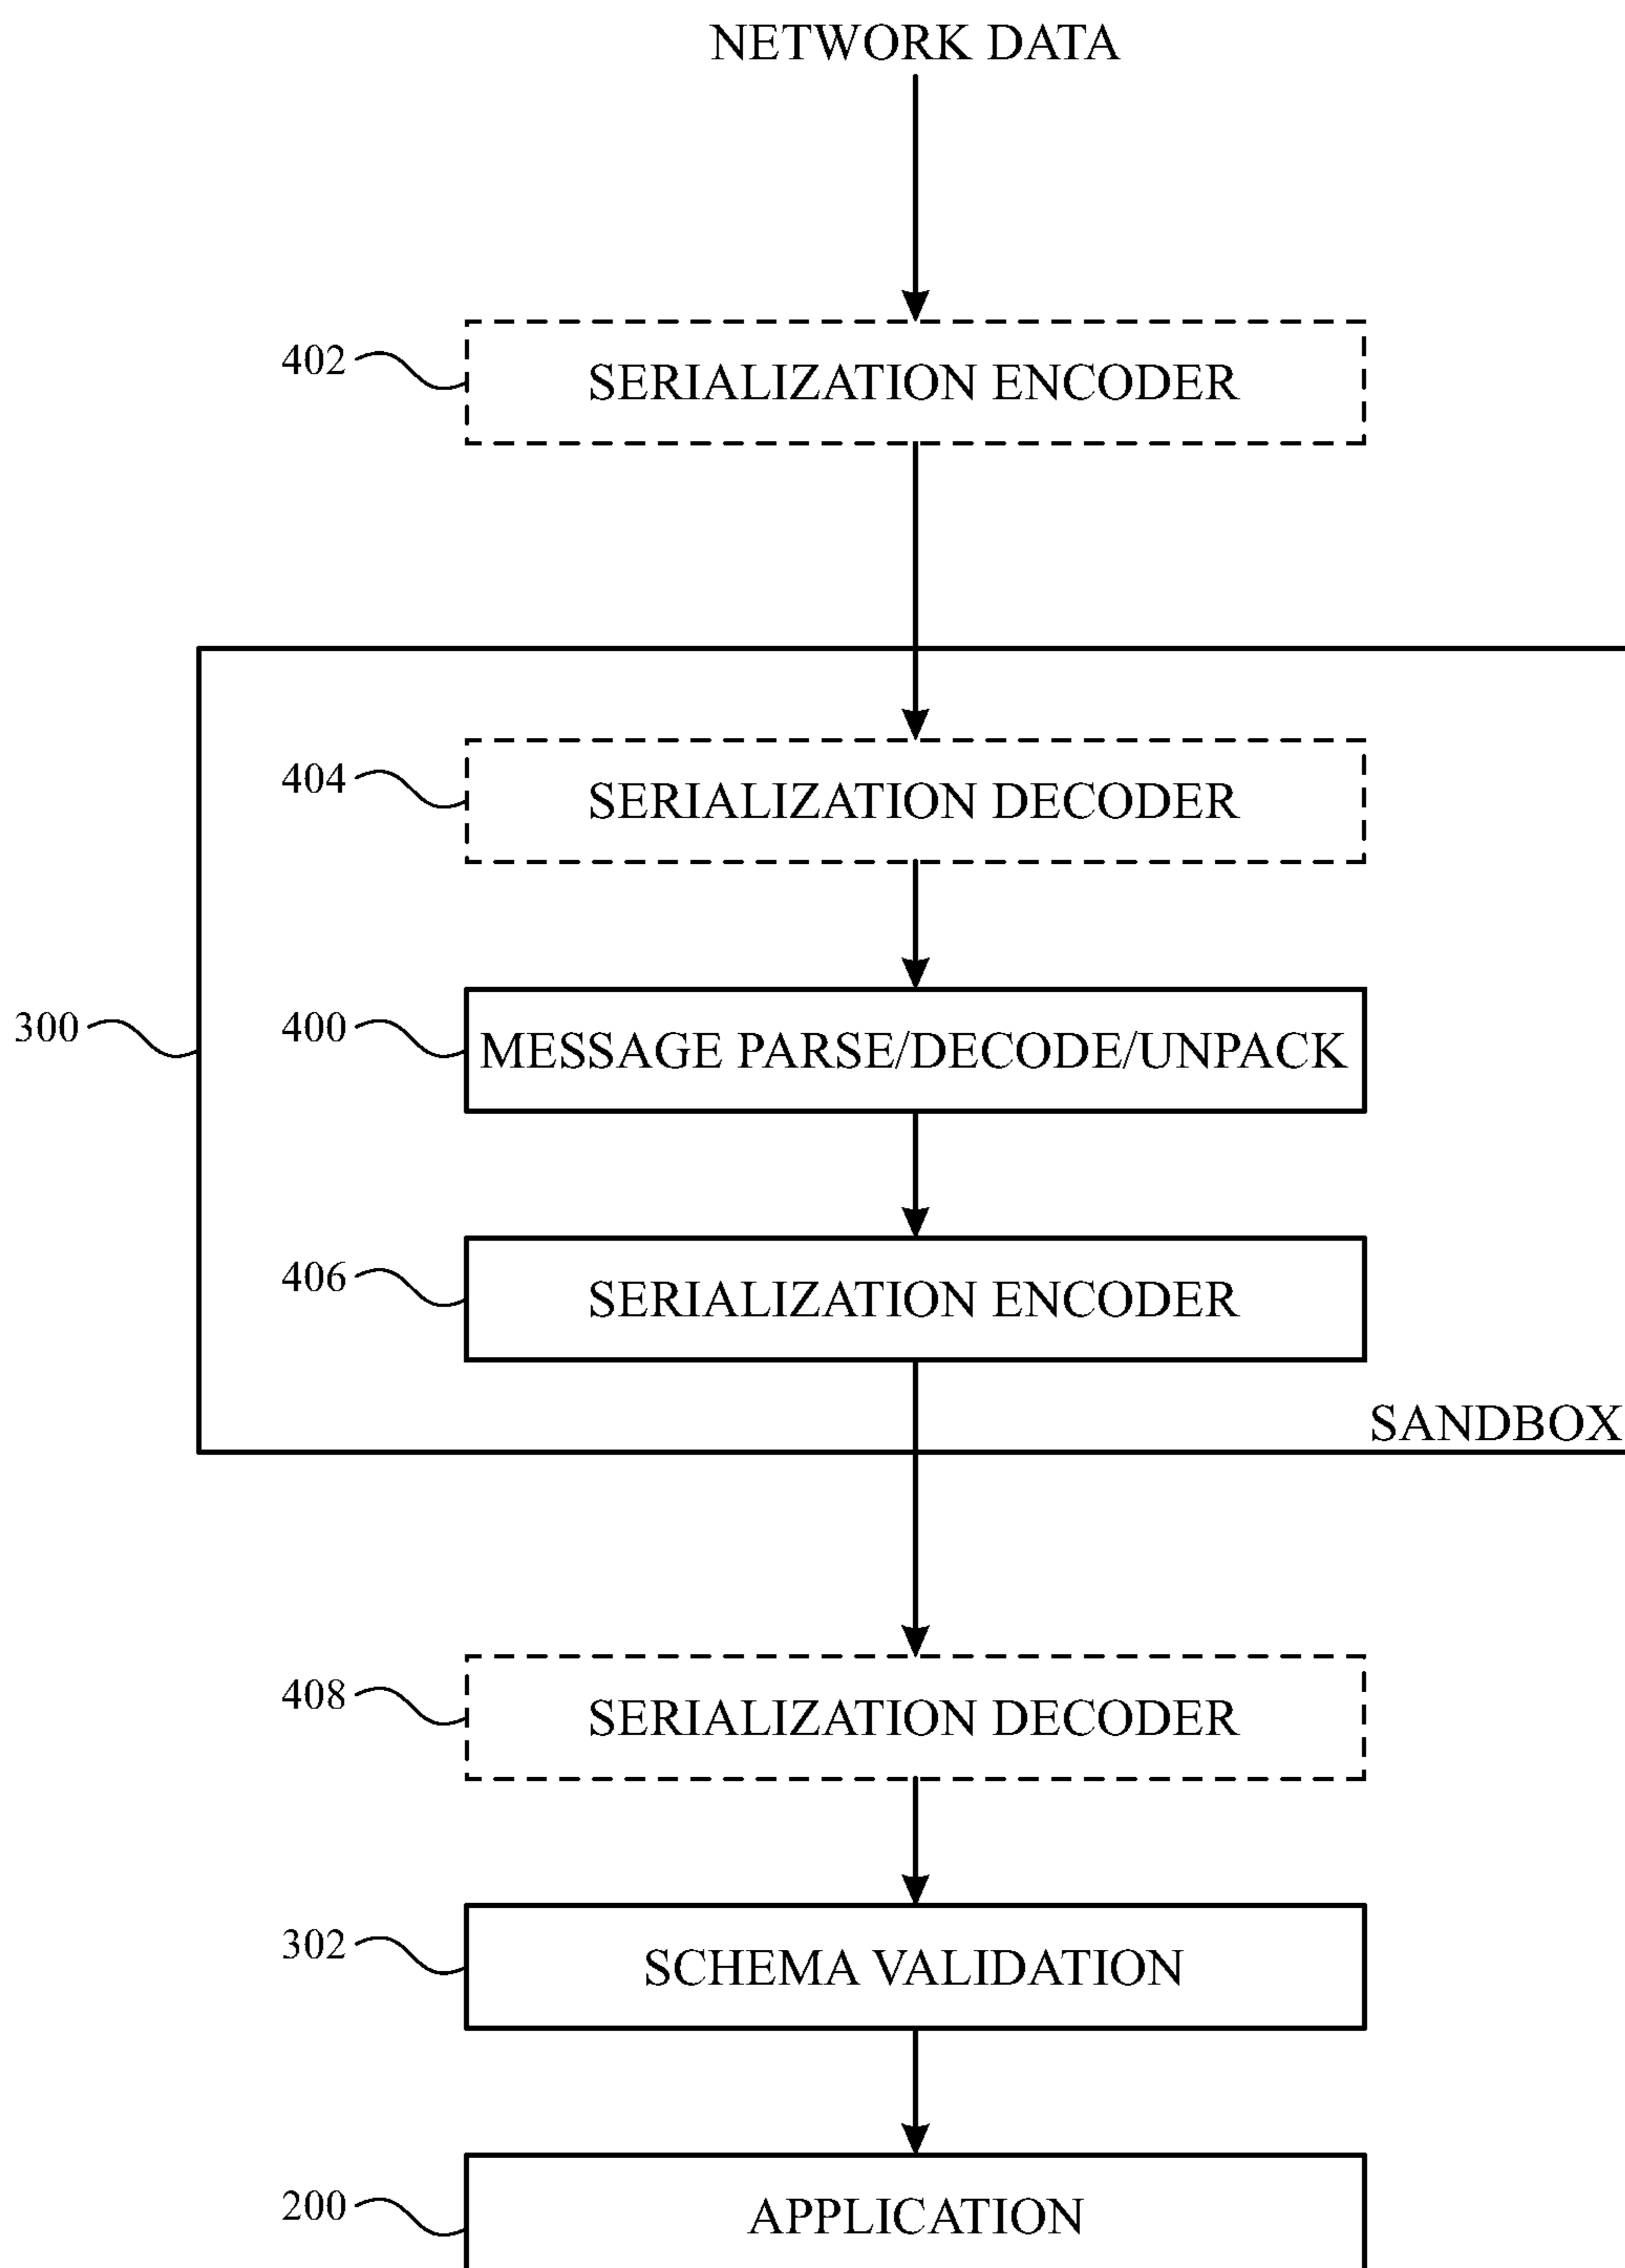 NETWORK DATA
402
SERIALIZATION ENCODER
404
SERIALIZATION DECODER
300
400
MESSAGE PARSE/DECODE/UNPACK
406
SERIALIZATION ENCODER
SANDBOX
408
SERIALIZATION DECODER
302
SCHEMA VALIDATION
200
APPLICATION